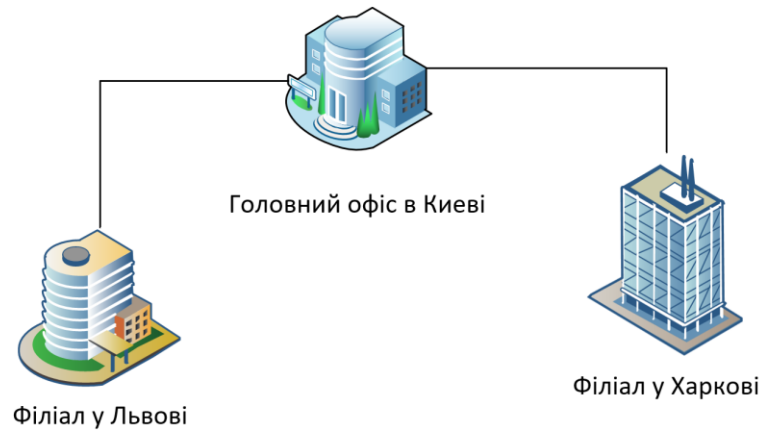 Головний офіс в Киеві
Філіал у Харкові
Філіал у Львові